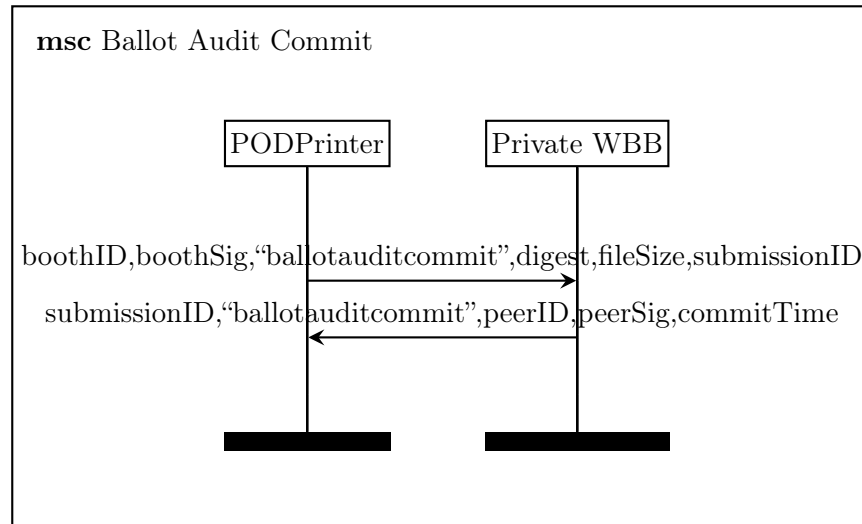 msc Ballot Audit Commit
PODPrinter
Private WBB
boothID,boothSig,“ballotauditcommit”,digest,fileSize,submissionID
submissionID,“ballotauditcommit”,peerID,peerSig,commitTime